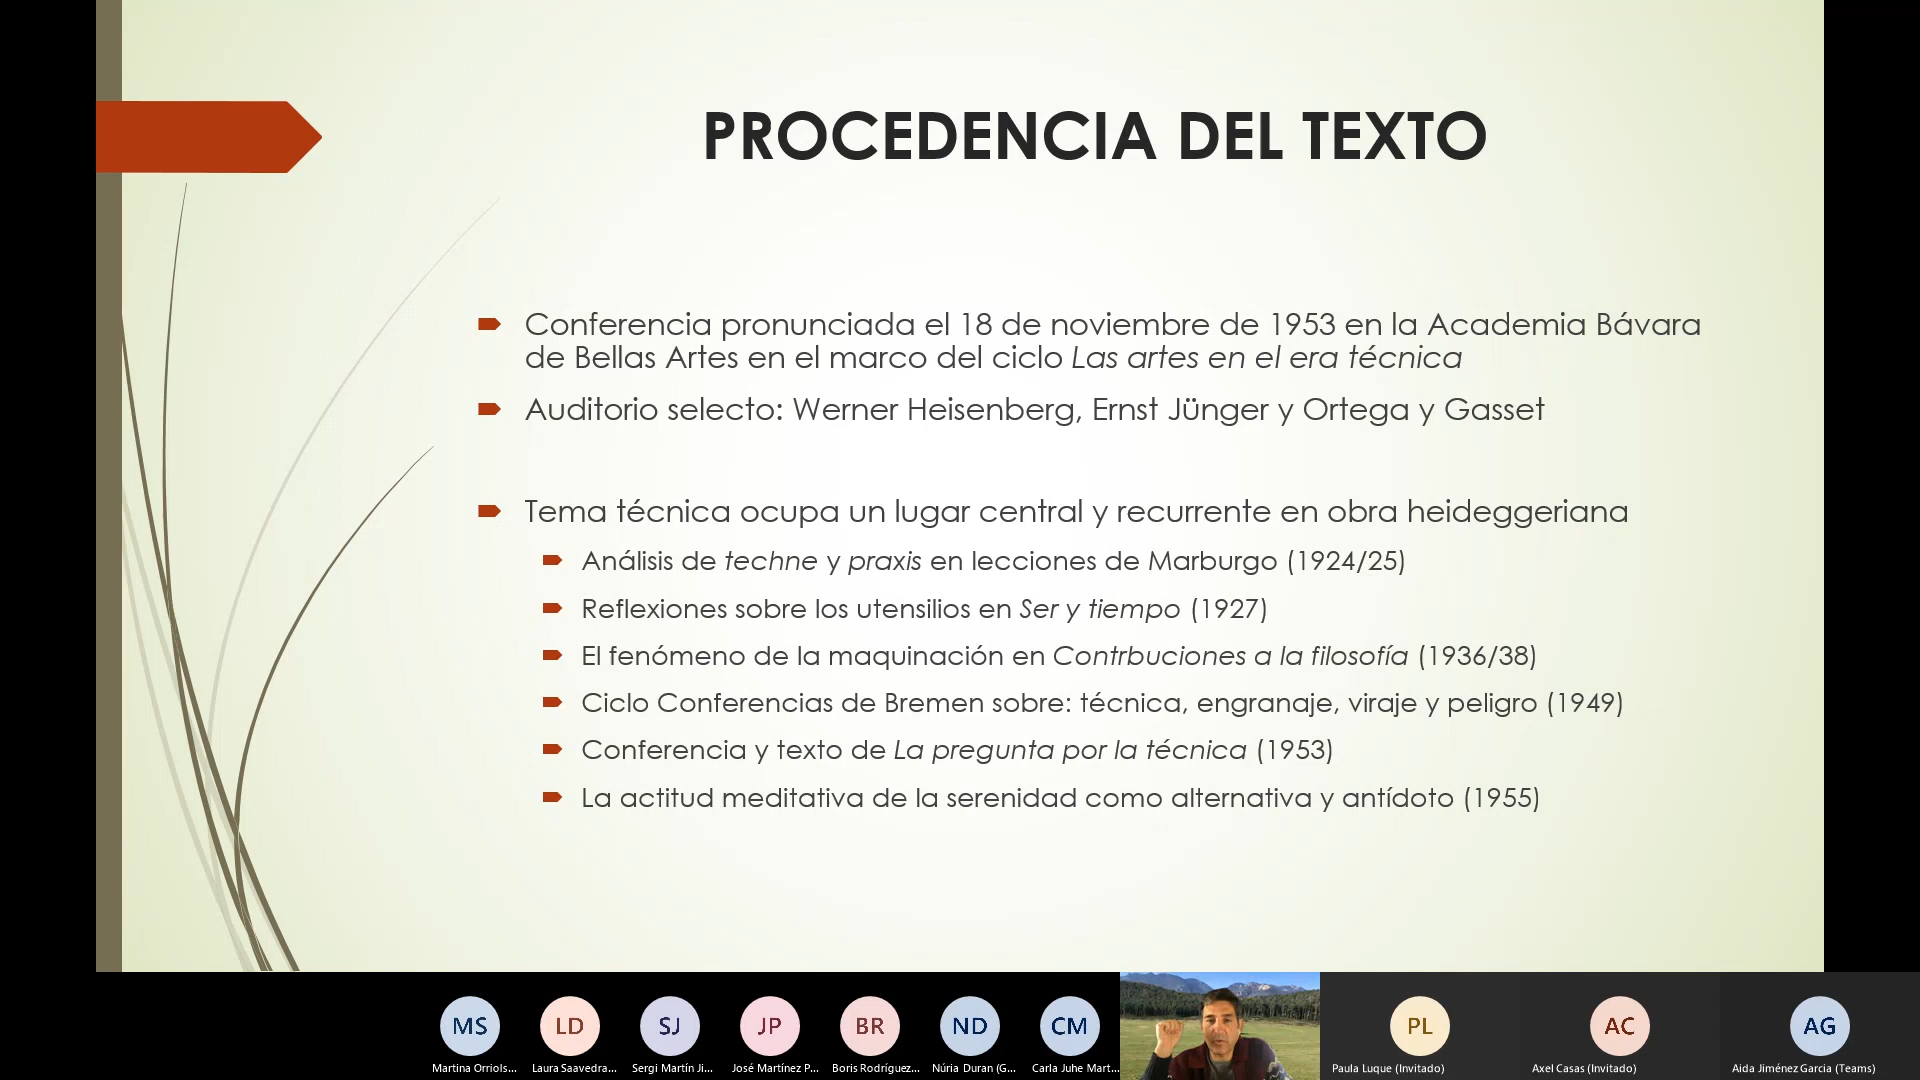 PROCEDENCIA DEL TEXTO
Conferencia pronunciada el 18 de noviembre de 1953 en la Academia Bávara
de Bellas Artes en el marco del ciclo Las artes en el era técnica
Auditorio selecto: Werner Heisenberg, Ernst Jünger y Ortega y Gasset
Tema técnica ocupa un lugar central y recurrente en obra heideggeriana
Análisis de techne y praxis en lecciones de Marburgo (1924/25)
Reflexiones sobre los utensilios en Ser y tiempo (1927)
El fenómeno de la maquinación en Contrbuciones a la filosofía (1936/38)
Ciclo Conferencias de Bremen sobre: técnica, engranaje, viraje y peligro (1949)
Conferencia y texto de La pregunta por la técnica (1953)
La actitud meditativa de la serenidad como alternativa y antídoto (1955)
MS LD SJ JP BR ND CM PL AC AG
Martina Orriols... Laura Saavedra... Sergi Martín Ji... José Martínez P... Boris Rodríguez... Núria Duran (G... Carla Juhe Mart... Paula Luque (Invitado) Axel Casas (Invitado) Aida Jiménez Garcia (Teams)